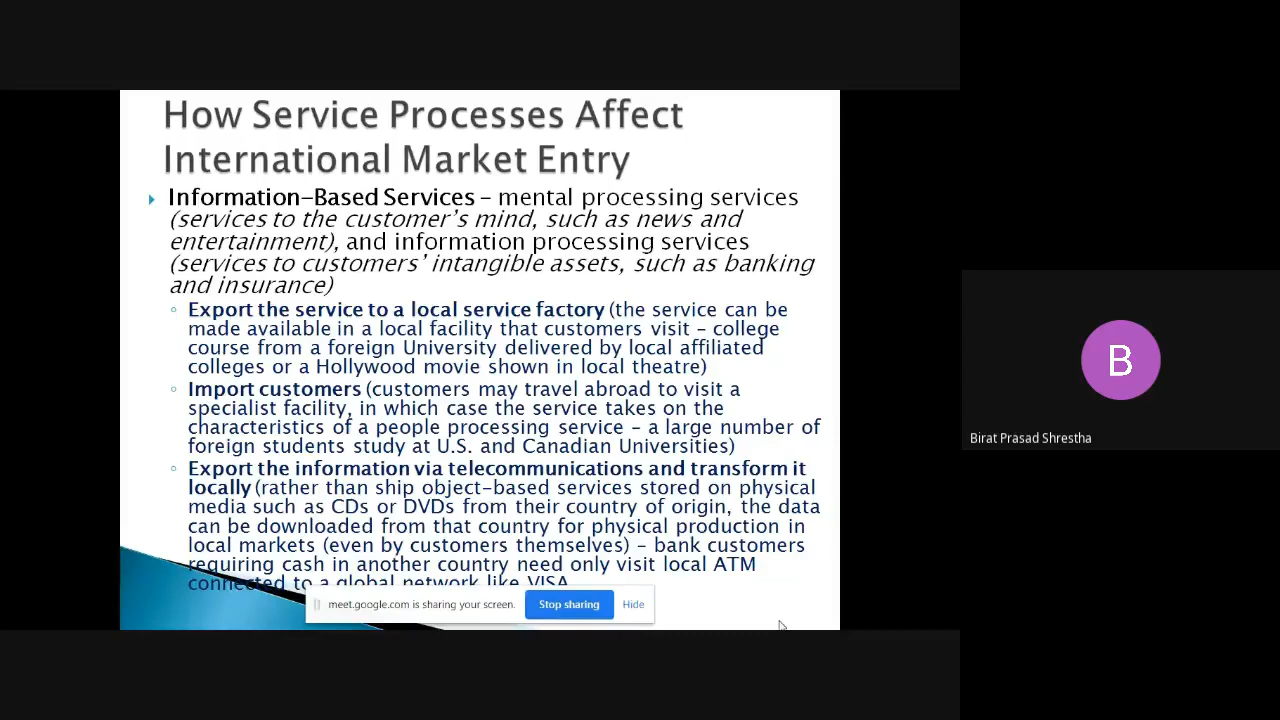 How Service Processes Affect
International Market Entry
Information-Based Services – mental processing services
(services to the customer's mind, such as news and
entertainment), and information processing services
(services to customers' intangible assets, such as banking
and insurance)
Export the service to a local service factory (the service can be
made available in a local facility that customers visit – college
course from a foreign University delivered by local affiliated
colleges or a Hollywood movie shown in local theatre)
Import customers (customers may travel abroad to visit a
specialist facility, in which case the service takes on the
characteristics of a people processing service – a large number of
foreign students study at U.S. and Canadian Universities)
Export the information via telecommunications and transform it
locally (rather than ship object-based services stored on physical
media such as CDs or DVDs from their country of origin, the data
can be downloaded from that country for physical production in
local markets (even by customers themselves) – bank customers
requiring cash in another country need only visit local ATM
connected to a global network like VISA
meet.google.com is sharing your screen. Stop sharing Hide
B
Birat Prasad Shrestha